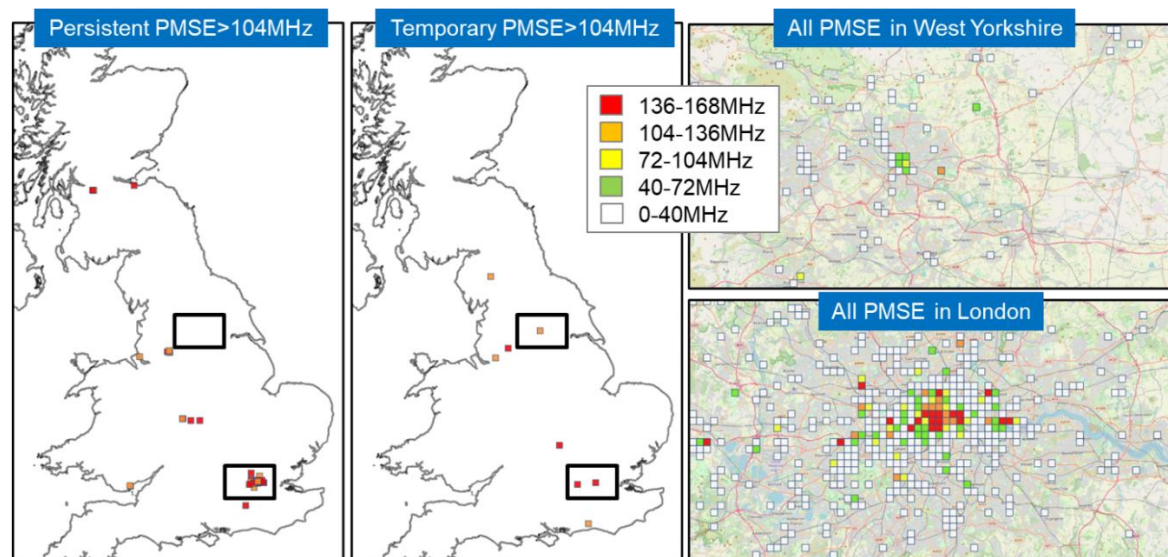 Persistent PMSE>104MHz
Temporary PMSE>104MHz
All PMSE in West Yorkshire
136-168MHz
104-136MHz
72-104MHz
40-72MHz
0-40MHz
All PMSE in London